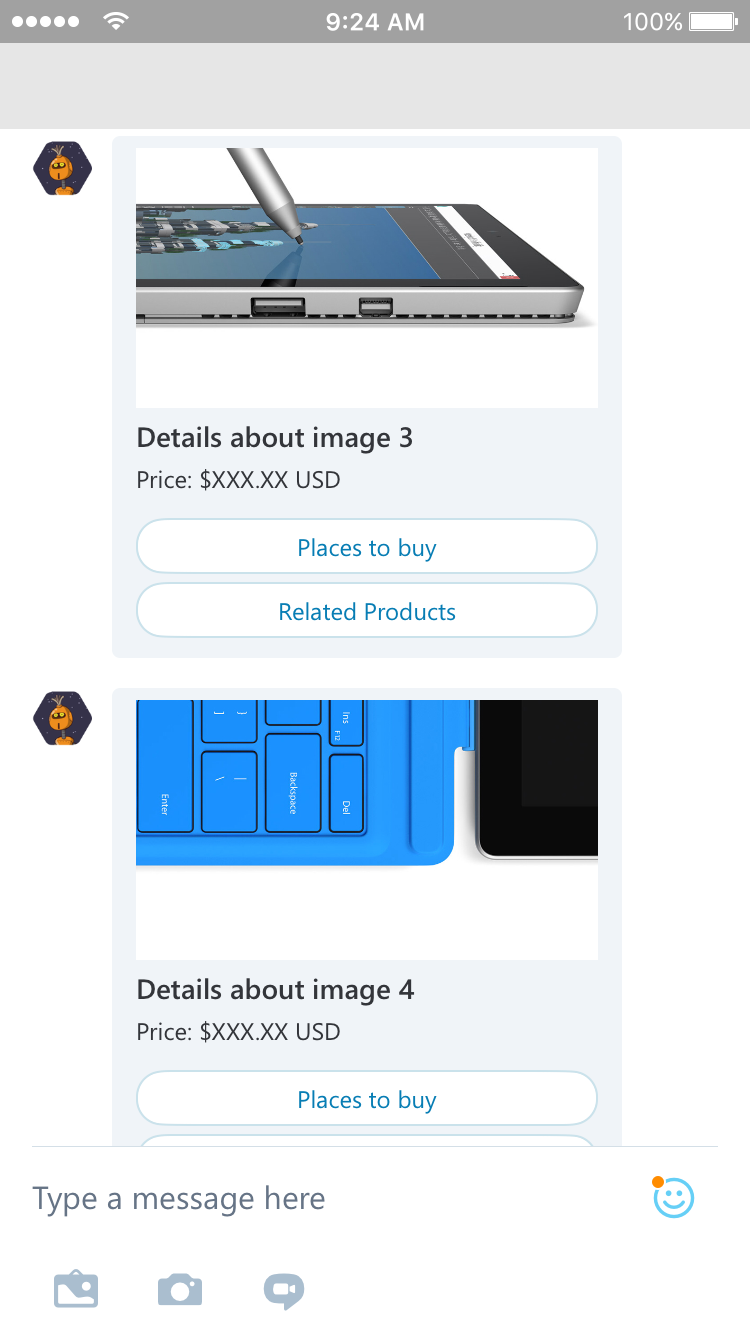 9:24 AM
100%
Details about image 3
Price: $XXX.XX USD
Places to buy
Related Products
]
}
Ins
F12
\
|
Backspace
Enter
Del
Details about image 4
Price: $XXX.XX USD
Places to buy
Type a message here